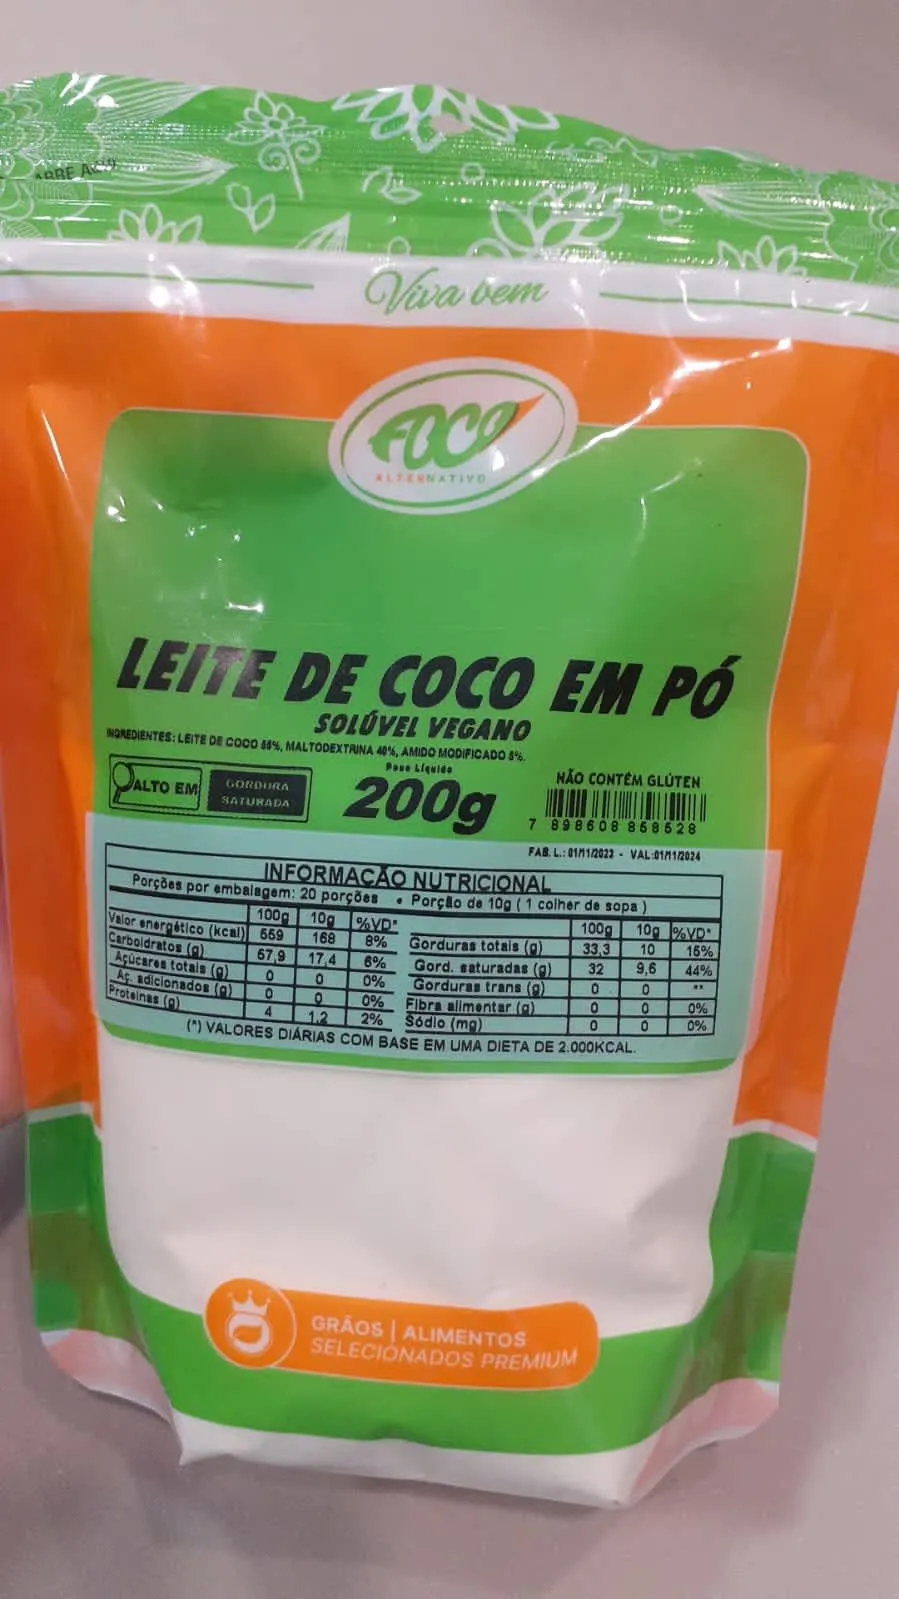 ABRE AQUI
Viva bem
FOCO
ALTERNATIVO
LEITE DE COCO EM PÓ
SOLÚVEL VEGANO
INGREDIENTES: LEITE DE COCO 55%, MALTODEXTRINA 40%, AMIDO MODIFICADO 5%.
ALTO EM GORDURA SATURADA
Peso Líquido
200g
NÃO CONTÉM GLÚTEN
7 898608 858528
FAB. L.: 01/11/2023 - VAL:01/11/2024
INFORMAÇÃO NUTRICIONAL
Porções por embalagem: 20 porções • Porção de 10g ( 1 colher de sopa )
100g 10g %VD*
Valor energético (kcal) 559 168 8%
Carboidratos (g) 57,9 17,4 6%
Açúcares totais (g) 0 0 0%
Aç. adicionados (g) 0 0 0%
Proteínas (g) 4 1,2 2%
100g 10g %VD*
Gorduras totais (g) 33,3 10 15%
Gord. saturadas (g) 32 9,6 44%
Gorduras trans (g) 0 0 **
Fibra alimentar (g) 0 0 0%
Sódio (mg) 0 0 0%
(*) VALORES DIÁRIAS COM BASE EM UMA DIETA DE 2.000KCAL.
GRÃOS | ALIMENTOS
SELECIONADOS PREMIUM